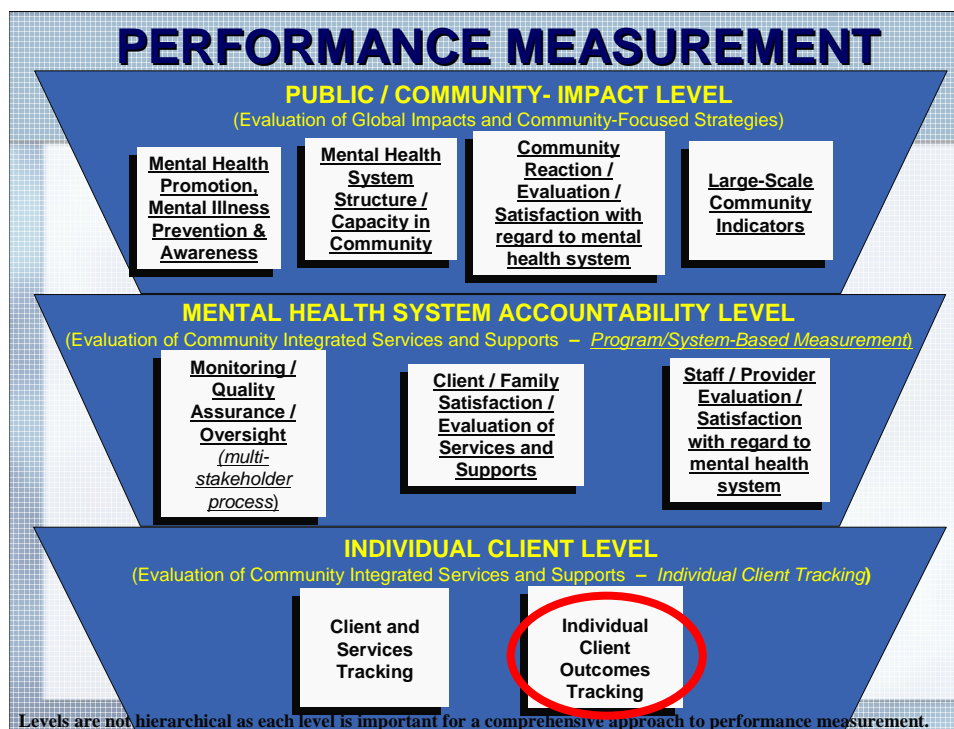 PERFORMANCE MEASUREMENT
PUBLIC / COMMUNITY- IMPACT LEVEL
(Evaluation of Global Impacts and Community-Focused Strategies)
Mental Health
Promotion,
Mental Illness
Prevention &
Awareness
Mental Health
System
Structure /
Capacity in
Community
Community
Reaction /
Evaluation /
Satisfaction with
regard to mental
health system
Large-Scale
Community
Indicators
MENTAL HEALTH SYSTEM ACCOUNTABILITY LEVEL
(Evaluation of Community Integrated Services and Supports – Program/System-Based Measurement)
Monitoring /
Quality
Assurance /
Oversight
(multi-
stakeholder
process)
Client / Family
Satisfaction /
Evaluation of
Services and
Supports
Staff / Provider
Evaluation /
Satisfaction
with regard to
mental health
system
INDIVIDUAL CLIENT LEVEL
(Evaluation of Community Integrated Services and Supports – Individual Client Tracking)
Client and
Services
Tracking
Individual
Client
Outcomes
Tracking
Levels are not hierarchical as each level is important for a comprehensive approach to performance measurement.